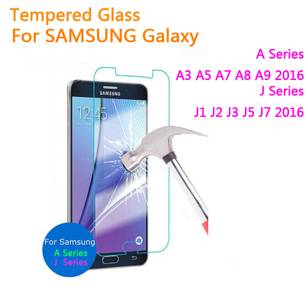 Tempered Glass
For SAMSUNG Galaxy
A Series
A3 A5 A7 A8 A9 2016
J Series
J1 J2 J3 J5 J7 2016
SAMSUNG
For Samsung
A Series
J Series